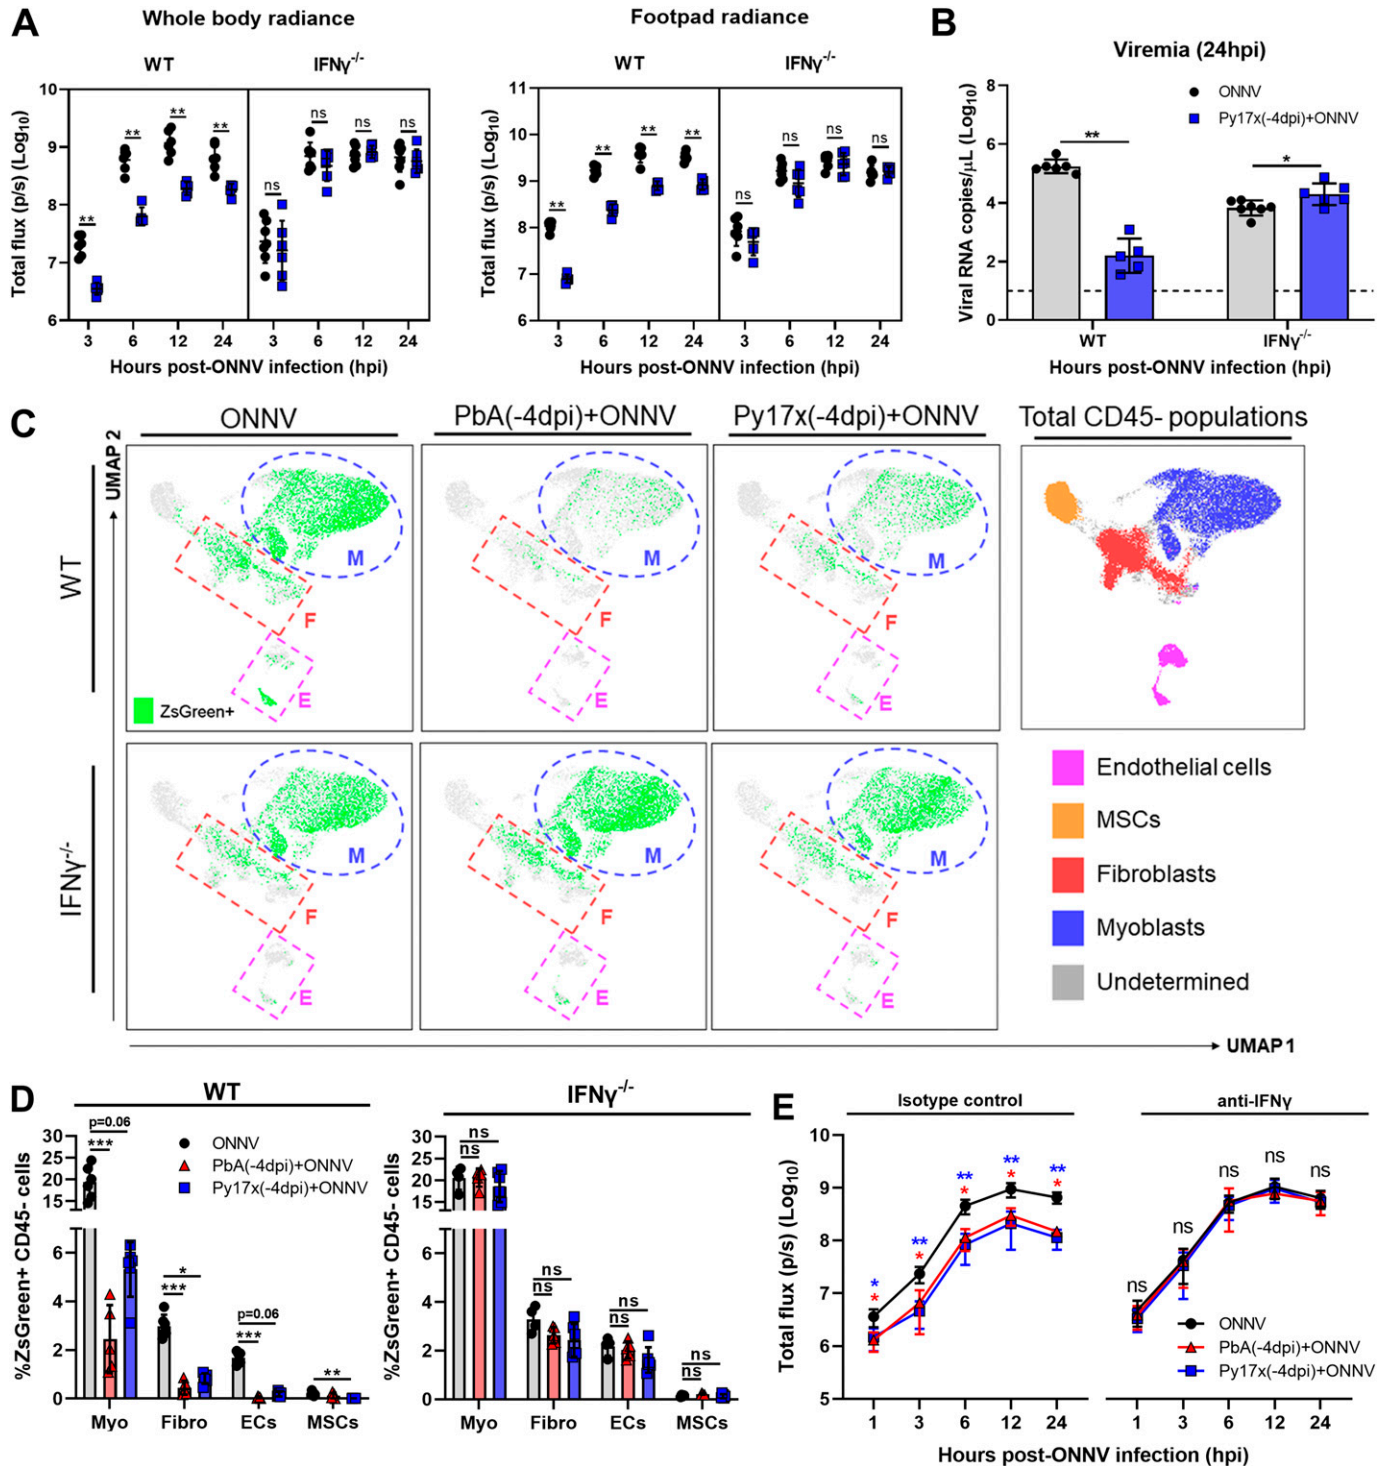 A
Whole body radiance
WT
IFNγ-/-
Total flux (p/s) (Log10)
10
9
8
7
6
**
**
**
**
ns
ns
ns
ns
3 6 12 24 3 6 12 24
Hours post-ONNV infection (hpi)
Footpad radiance
WT
IFNγ-/-
Total flux (p/s) (Log10)
11
10
9
8
7
6
**
**
**
**
ns
ns
ns
ns
3 6 12 24 3 6 12 24
Hours post-ONNV infection (hpi)
B
Viremia (24hpi)
ONNV
Py17x(-4dpi)+ONNV
Viral RNA copies/µL (Log10)
8
6
4
2
0
**
*
WT IFNγ-/-
Hours post-ONNV infection (hpi)
C
ONNV
PbA(-4dpi)+ONNV
Py17x(-4dpi)+ONNV
Total CD45- populations
UMAP 2
WT
M
F
E
ZsGreen+
M
F
E
M
F
E
IFNγ-/-
M
F
E
M
F
E
M
F
E
Endothelial cells
MSCs
Fibroblasts
Myoblasts
Undetermined
UMAP1
D
WT
%ZsGreen+ CD45- cells
30
25
20
15
6
4
2
0
p=0.06
***
*
***
p=0.06
***
**
ONNV
PbA(-4dpi)+ONNV
Py17x(-4dpi)+ONNV
Myo Fibro ECs MSCs
IFNγ-/-
%ZsGreen+ CD45- cells
30
25
20
15
6
4
2
0
ns
ns
ns
ns
ns
ns
ns
ns
Myo Fibro ECs MSCs
E
Isotype control
anti-IFNγ
Total flux (p/s) (Log10)
10
9
8
7
6
5
*
*
**
*
**
*
**
*
**
*
ns
ns
ns
ns
ns
ONNV
PbA(-4dpi)+ONNV
Py17x(-4dpi)+ONNV
1 3 6 12 24 1 3 6 12 24
Hours post-ONNV infection (hpi)